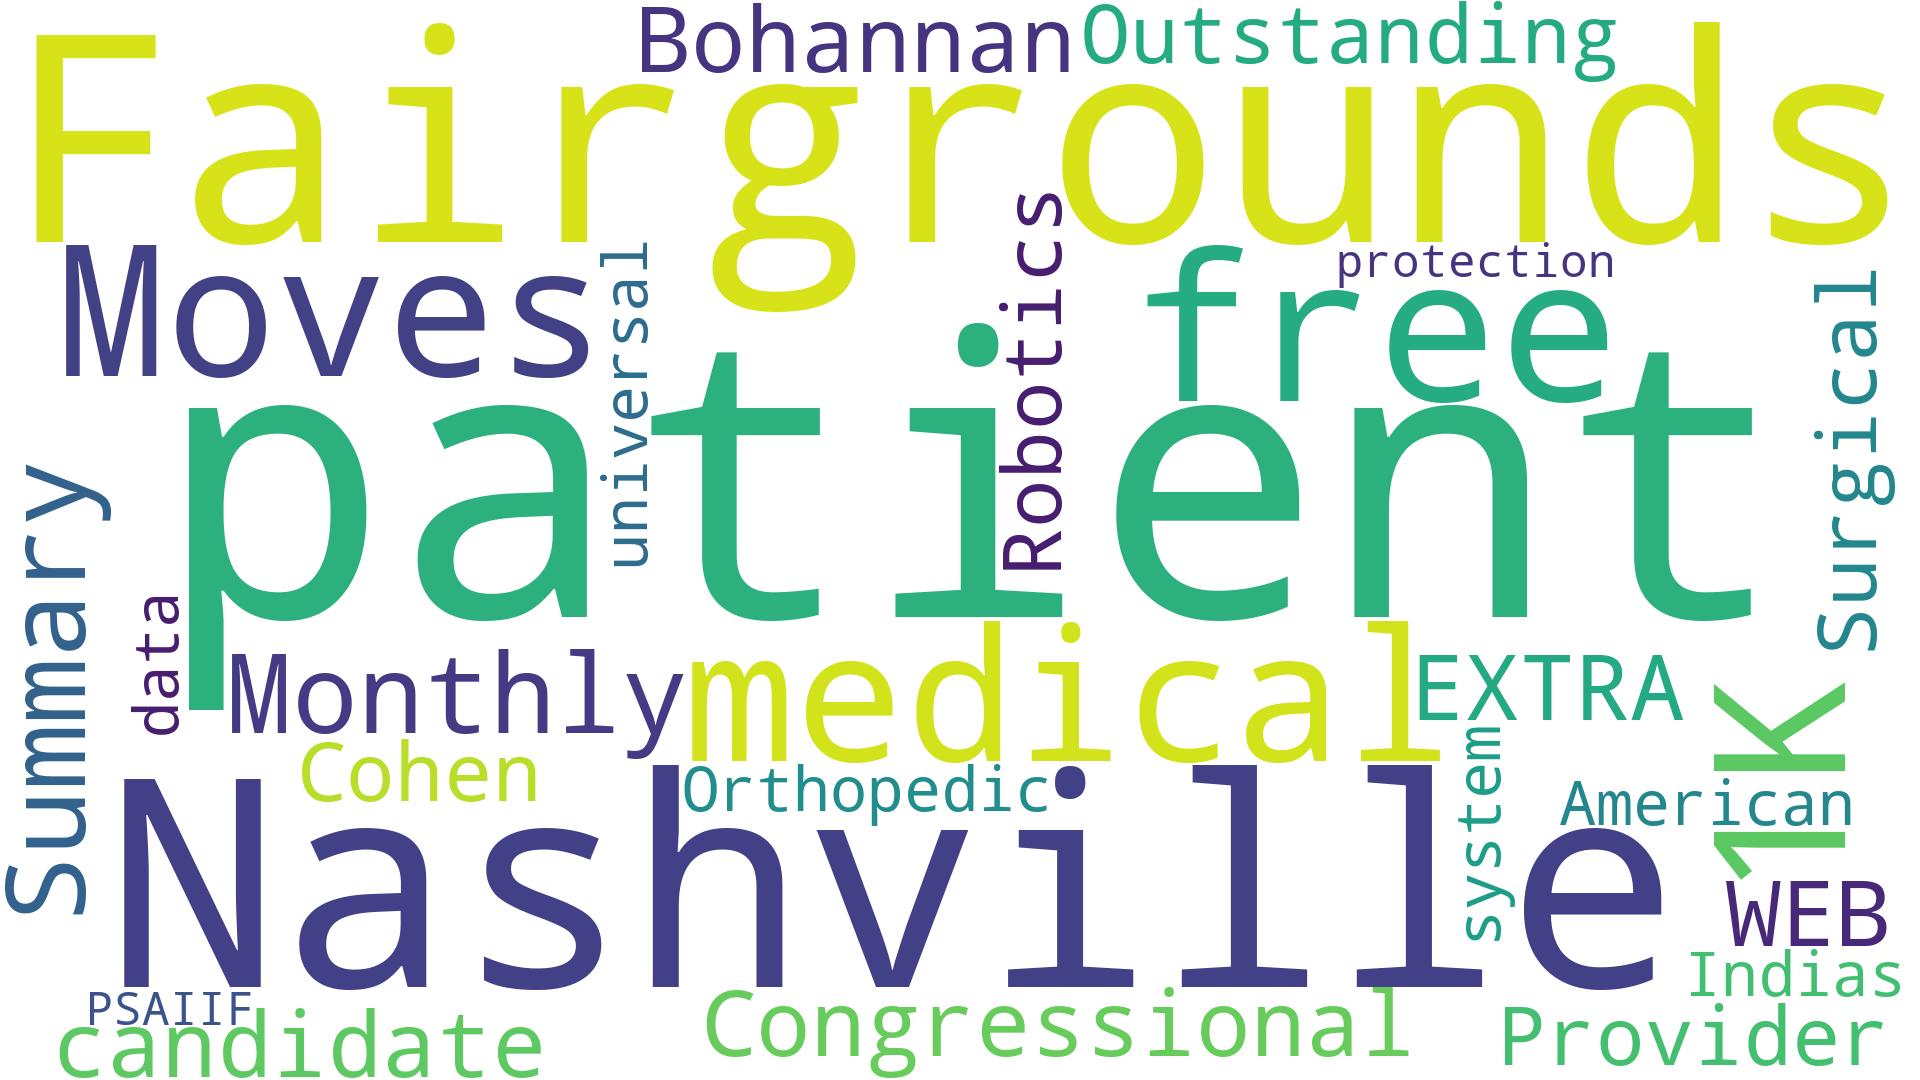 Bohannan
Outstanding
Fairgrounds
Moves
universal
Robotics
free
protection
Surgical
patient
Summary
data
Monthly
medical
EXTRA
1K
Cohen
Orthopedic
system
American
Nashville
WEB
Indias
PSAIIF
candidate
Congressional
Provider